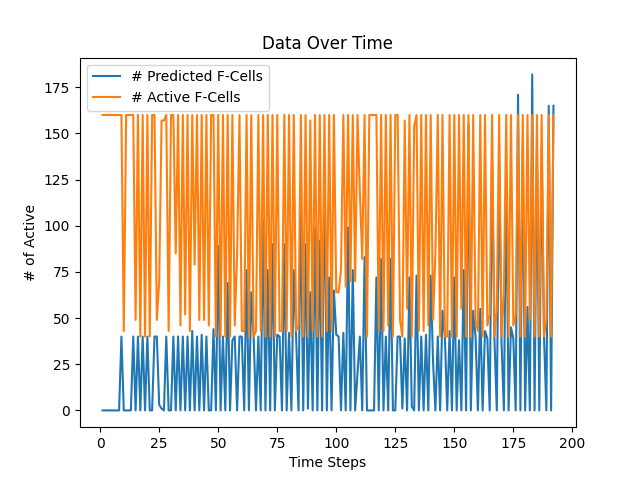 Data Over Time
# Predicted F-Cells
# Active F-Cells
# of Active
175
150
125
100
75
50
25
0
0 25 50 75 100 125 150 175 200
Time Steps